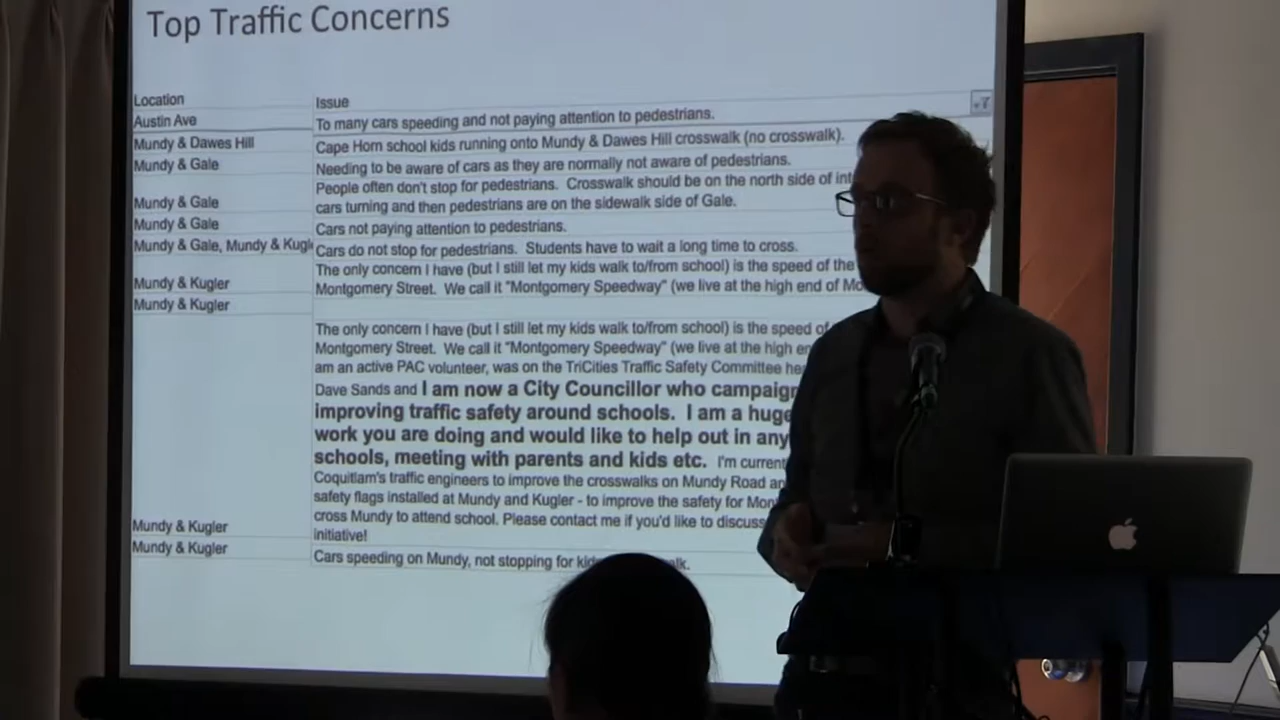 Top Traffic Concerns
Location Issue
Austin Ave To many cars speeding and not paying attention to pedestrians.
Mundy & Dawes Hill Cape Horn school kids running onto Mundy & Dawes Hill crosswalk (no crosswalk).
Mundy & Gale Needing to be aware of cars as they are normally not aware of pedestrians.
People often don't stop for pedestrians. Crosswalk should be on the north side of
Mundy & Gale cars turning and then pedestrians are on the sidewalk side of Gale.
Mundy & Gale Cars not paying attention to pedestrians.
Mundy & Gale, Mundy & Kugl Cars do not stop for pedestrians. Students have to wait a long time to cross.
The only concern I have (but I still let my kids walk to/from school) is the speed of the
Mundy & Kugler Montgomery Street. We call it "Montgomery Speedway" (we live at the high end of
Mundy & Kugler
The only concern I have (but I still let my kids walk to/from school) is the speed of
Montgomery Street. We call it "Montgomery Speedway" (we live at the high
am an active PAC volunteer, was on the TriCities Traffic Safety Committee
Dave Sands and I am now a City Councillor who
improving traffic safety around schools. I am a huge
work you are doing and would like to help out in any
schools, meeting with parents and kids etc. I'm
Coquitlam's traffic engineers to improve the crosswalks on Mundy Road
safety flags installed at Mundy and Kugler - to improve the safety for
cross Mundy to attend school. Please contact me if you'd like to discuss
Mundy & Kugler initiative!
Mundy & Kugler Cars speeding on Mundy, not stopping for